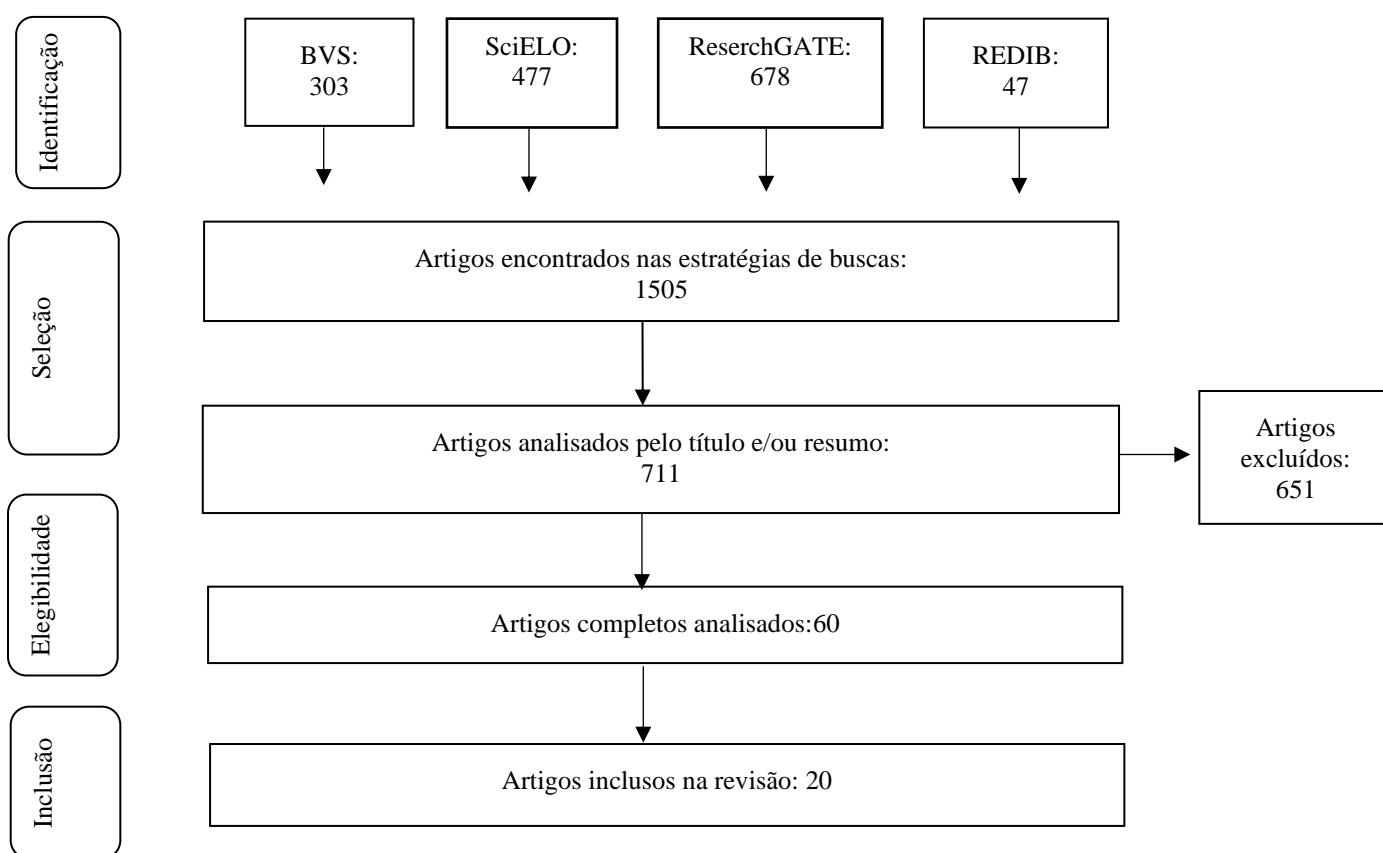 Identificação
BVS:
303
SciELO:
477
ReserchGATE:
678
REDIB:
47
Seleção
Artigos encontrados nas estratégias de buscas:
1505
Artigos analisados pelo título e/ou resumo:
711
Artigos
excluídos:
651
Elegibilidade
Artigos completos analisados:60
Inclusão
Artigos inclusos na revisão: 20